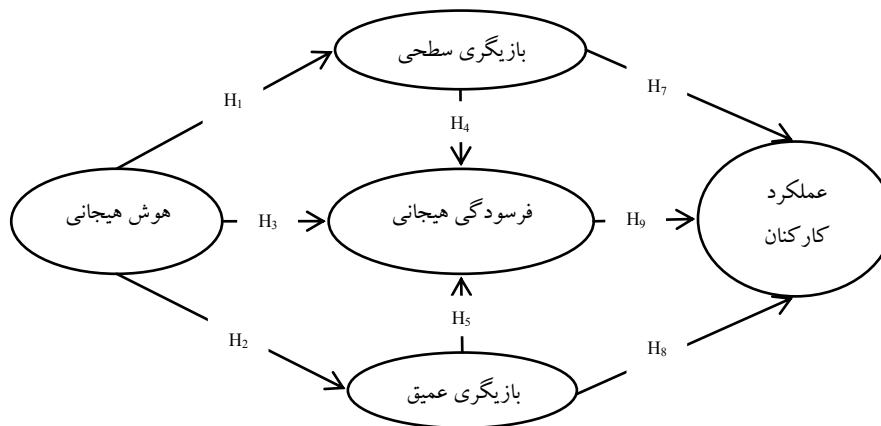 بازیگری سطحی
H₁
H₇
H₄
هوش هیجانی
H₃
فرسودگی هیجانی
H₉
عملکرد
کارکنان
H₂
H₅
H₈
بازیگری عمیق